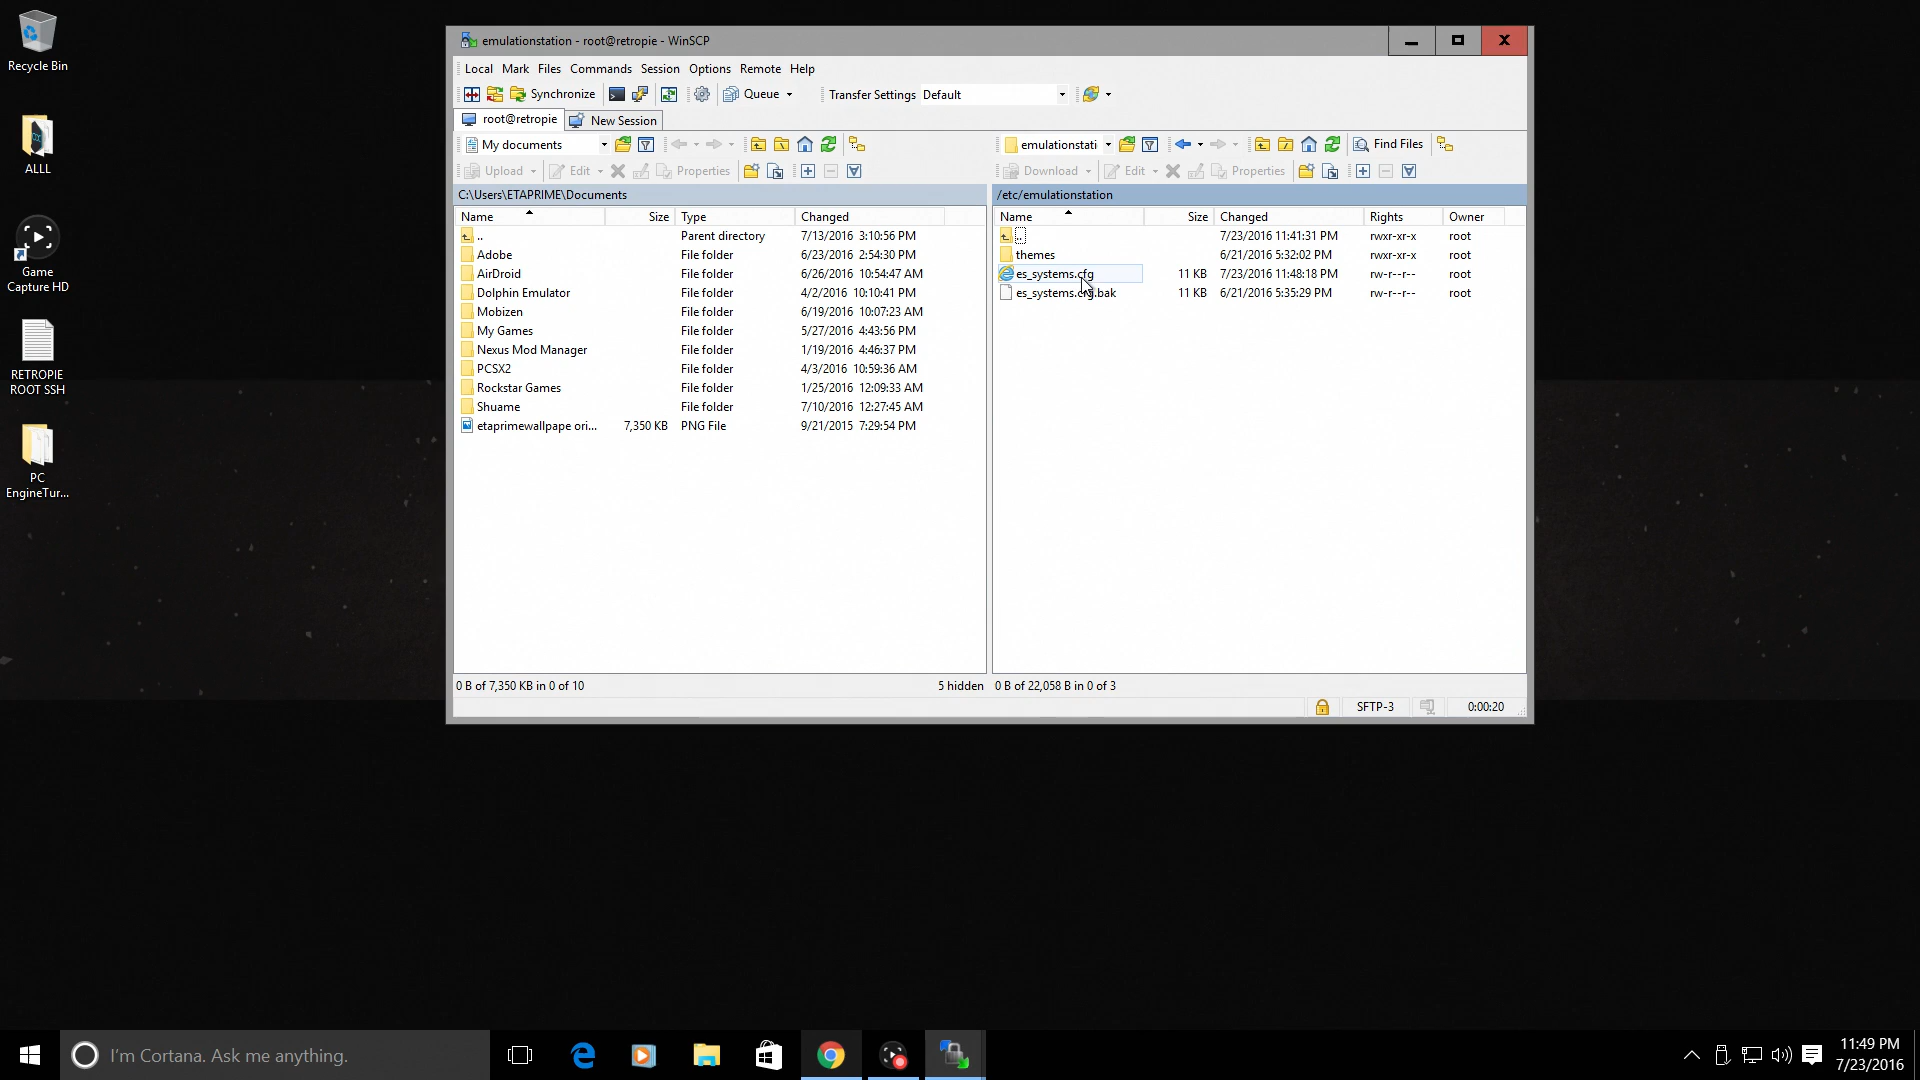 Recycle Bin
ALLL
Game
Capture HD
RETROPIE
ROOT SSH
PC
EngineTur...
emulationstation - root@retropie - WinSCP
Local Mark Files Commands Session Options Remote Help
Synchronize Queue Transfer Settings Default
root@retropie New Session
My documents emulationstati Find Files
Upload Edit Properties Download Edit Properties
C:\Users\ETAPRIME\Documents /etc/emulationstation
Name Size Type Changed Name Size Changed Rights Owner
.. Parent directory 7/13/2016 3:10:56 PM .. 7/23/2016 11:41:31 PM rwxr-xr-x root
Adobe File folder 6/23/2016 2:54:30 PM themes 6/21/2016 5:32:02 PM rwxr-xr-x root
AirDroid File folder 6/26/2016 10:54:47 AM es_systems.cfg 11 KB 7/23/2016 11:48:18 PM rw-r--r-- root
Dolphin Emulator File folder 4/2/2016 10:10:41 PM es_systems.cfg.bak 11 KB 6/21/2016 5:35:29 PM rw-r--r-- root
Mobizen File folder 6/19/2016 10:07:23 AM
My Games File folder 5/27/2016 4:43:56 PM
Nexus Mod Manager File folder 1/19/2016 4:46:37 PM
PCSX2 File folder 4/3/2016 10:59:36 AM
Rockstar Games File folder 1/25/2016 12:09:33 AM
Shuame File folder 7/10/2016 12:27:45 AM
etaprimewallpape ori... 7,350 KB PNG File 9/21/2015 7:29:54 PM
0 B of 7,350 KB in 0 of 10 5 hidden 0 B of 22,058 B in 0 of 3
SFTP-3 0:00:20
I'm Cortana. Ask me anything.
11:49 PM
7/23/2016